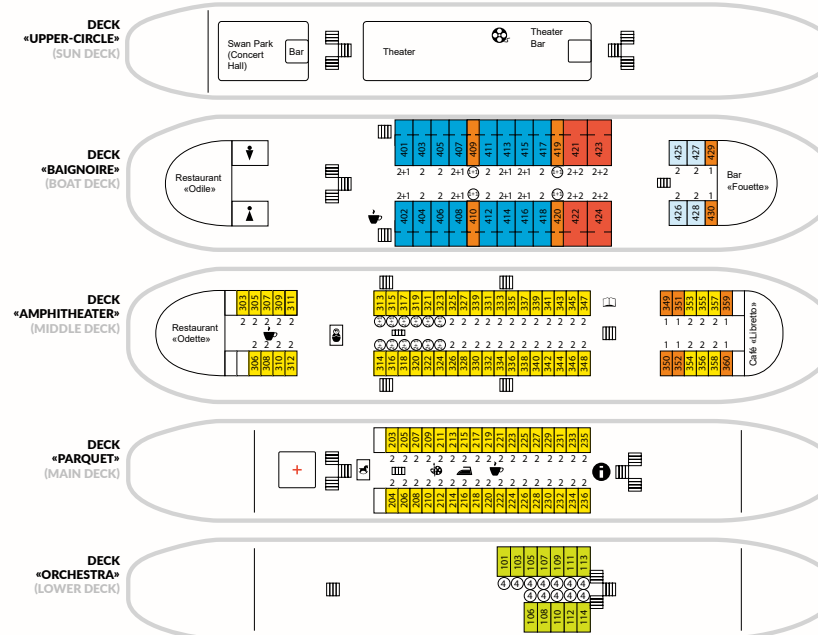 DECK
«UPPER-CIRCLE»
(SUN DECK)
Swan Park
(Concert
Hall)
Bar
Theater
Theater
Bar
DECK
«BAIGNOIRE»
(BOAT DECK)
Restaurant
«Odile»
401 403 405 407 409 411 413 415 417 419 421 423
2+1 2 2 2+1 1+1 2 2+1 2+1 2 1+1 2+2 2+2
2+1 2 2 2+1 1+1 2 2+1 2+1 2 1+1 2+2 2+2
402 404 406 408 410 412 414 416 418 420 422 424
425 427 429
2 2 1
2 2 1
426 428 430
Bar
«Fouette»
DECK
«AMPHITHEATER»
(MIDDLE DECK)
Restaurant
«Odette»
303 305 307 309 311
2 2 2 2 2
2 2 2 2
306 308 310 312
313 315 317 319 321 323 325 327 339 331 333 335 337 339 341 343 345 347
2 2 2 2 2 2 2 2 2 2 2 2
2 2 2 2 2 2 2 2 2 2 2 2
314 316 318 320 322 324 326 328 330 332 334 336 338 340 342 344 346 348
349 351 353 355 357 359
1 1 2 2 2 1
1 1 2 2 2 1
350 352 354 356 358 360
Café «Libretto»
DECK
«PARQUET»
(MAIN DECK)
203 205 207 209 211 213 215 217 219 221 223 225 227 229 231 233 235
2 2 2 2 2 2 2 2 2 2 2 2 2 2 2 2 2
2 2 2 2 2 2 2 2 2 2 2 2 2 2 2 2 2
204 206 208 210 212 214 216 218 220 222 224 226 228 230 232 234 236
DECK
«ORCHESTRA»
(LOWER DECK)
101 103 105 107 109 111 113
4 4 4 4 4 4 4
4 4 4 4 4
106 108 110 112 114